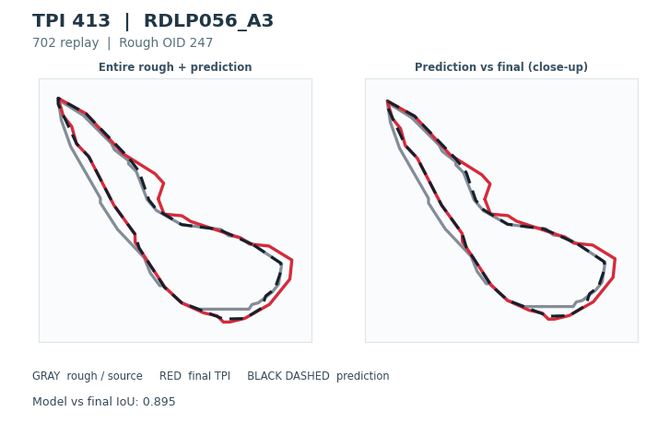 TPI 413 | RDLP056_A3
702 replay | Rough OID 247
Entire rough + prediction
Prediction vs final (close-up)
GRAY rough / source RED final TPI BLACK DASHED prediction
Model vs final IoU: 0.895